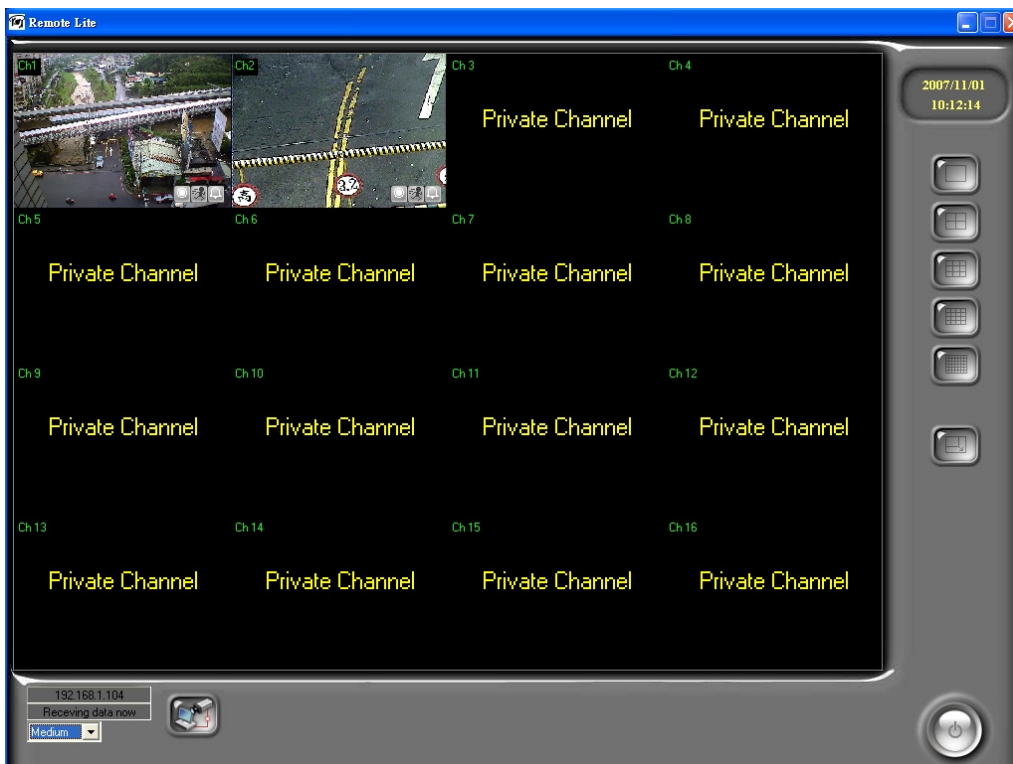 Remote Lite
2007/11/01
10:12:14
Ch1
Ch2
高
3.2
Ch 3
Private Channel
Ch 4
Private Channel
Ch 5
Private Channel
Ch 6
Private Channel
Ch 7
Private Channel
Ch 8
Private Channel
Ch 9
Private Channel
Ch 10
Private Channel
Ch 11
Private Channel
Ch 12
Private Channel
Ch 13
Private Channel
Ch 14
Private Channel
Ch 15
Private Channel
Ch 16
Private Channel
192.168.1.104
Receving data now
Medium